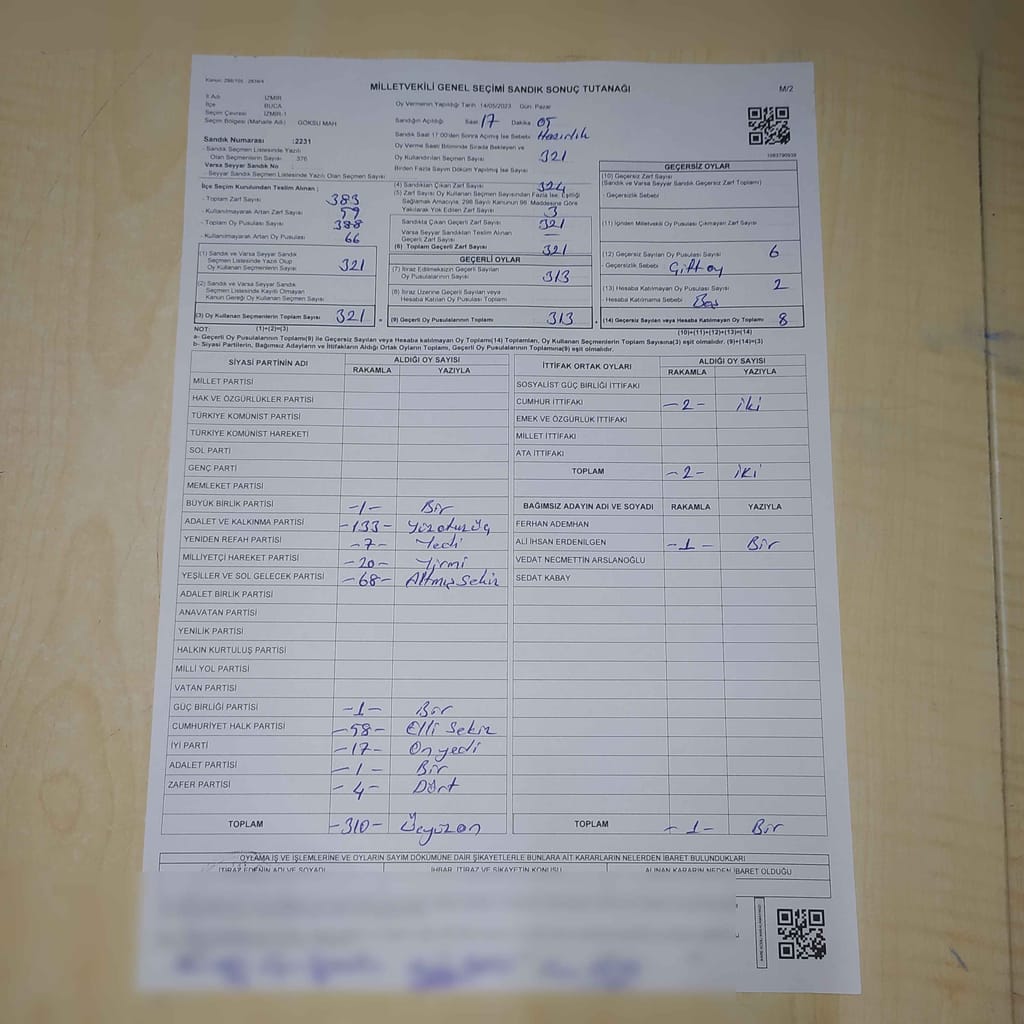 Kanun: 298/105 2839/4
MİLLETVEKİLİ GENEL SEÇİMİ SANDIK SONUÇ TUTANAĞI
M/2
İl Adı İZMİR
İlçe BUCA
Seçim Çevresi İZMİR-1
Seçim Bölgesi (Mahalle Adı) GÖKSU MAH
Sandık Numarası :2231
- Sandık Seçmen Listesinde Yazılı
Olan Seçmenlerin Sayısı 376
Varsa Seyyar Sandık No
- Seyyar Sandık Seçmen Listesinde Yazılı Olan Seçmen Sayısı
İlçe Seçim Kurulundan Teslim Alınan ;
- Toplam Zarf Sayısı 383
- Kullanılmayarak Artan Zarf Sayısı 59
- Toplam Oy Pusulası Sayısı 388
- Kullanılmayarak Artan Oy Pusulası 66
(1) Sandık ve Varsa Seyyar Sandık
Seçmen Listesinde Yazılı Olup
Oy Kullanan Seçmenlerin Sayısı 321
(2) Sandık ve Varsa Seyyar Sandık
Seçmen Listesinde Kayıtlı Olmayan
Kanun Gereği Oy Kullanan Seçmen Sayısı
(3) Oy Kullanan Seçmenlerin Toplam Sayısı 321
(1)+(2)=(3)
Oy Vermenin Yapıldığı Tarih 14/05/2023 Gün: Pazar
Sandığın Açıldığı Saat 17 Dakika 05
Sandık Saat 17:00'den Sonra Açılmış İse Sebebi Hazırlık
Oy Verme Saati Bitiminde Sırada Bekleyen ve
Oy Kullandırılan Seçmen Sayısı 321
Birden Fazla Sayım Döküm Yapılmış İse Sayısı
(4) Sandıktan Çıkan Zarf Sayısı 324
(5) Zarf Sayısı Oy Kullanan Seçmen Sayısından Fazla İse, Eşitliği
Sağlamak Amacıyla, 298 Sayılı Kanunun 98. Maddesine Göre
Yakılarak Yok Edilen Zarf Sayısı 3
Sandıkta Çıkan Geçerli Zarf Sayısı 321
Varsa Seyyar Sandıktan Teslim Alınan
Geçerli Zarf Sayısı —
(6) Toplam Geçerli Zarf Sayısı 321
GEÇERLİ OYLAR
(7) İtiraz Edilmeksizin Geçerli Sayılan
Oy Pusulalarının Sayısı 313
(8) İtiraz Üzerine Geçerli Sayılan veya
Hesaba Katılan Oy Pusulası Sayısı
(9) Geçerli Oy Pusulalarının Toplamı 313
1083790939
GEÇERSİZ OYLAR
(10) Geçersiz Zarf Sayısı
(Sandık ve Varsa Seyyar Sandık Geçersiz Zarf Toplamı)
- Geçersizlik Sebebi
(11) İçinden Milletvekili Oy Pusulası Çıkmayan Zarf Sayısı
(12) Geçersiz Sayılan Oy Pusulası Sayısı 6
- Geçersizlik Sebebi Çift oy
(13) Hesaba Katılmayan Oy Pusulası Sayısı 2
- Hesaba Katılmama Sebebi Boş
(14) Geçersiz Sayılan veya Hesaba Katılmayan Oy Toplamı 8
(10)+(11)+(12)+(13)=(14)
NOT:
a- Geçerli Oy Pusulaları Toplamı(9) ile Geçersiz Sayılan veya Hesaba katılmayan Oy Toplamı(14) Toplamları, Oy Kullanan Seçmenlerin Toplam Sayısına(3) eşit olmalıdır. (9)+(14)=(3)
b- Siyasi Partilerin, Bağımsız Adayların ve İttifakların Aldığı Ortak Oyların Toplamı, Geçerli Oy Pusulalarının Toplamına(9) eşit olmalıdır.
SİYASİ PARTİNİN ADI ALDIĞI OY SAYISI
RAKAMLA YAZIYLA
MİLLET PARTİSİ
HAK VE ÖZGÜRLÜKLER PARTİSİ
TÜRKİYE KOMÜNİST PARTİSİ
TÜRKİYE KOMÜNİST HAREKETİ
SOL PARTİ
GENÇ PARTİ
MEMLEKET PARTİSİ
BÜYÜK BİRLİK PARTİSİ -1- Bir
ADALET VE KALKINMA PARTİSİ -133- Yüzotuzüç
YENİDEN REFAH PARTİSİ -7- Yedi
MİLLİYETÇİ HAREKET PARTİSİ -20- Yirmi
YEŞİLLER VE SOL GELECEK PARTİSİ -68- Altmışsekiz
ADALET BİRLİK PARTİSİ
ANAVATAN PARTİSİ
YENİLİK PARTİSİ
HALKIN KURTULUŞ PARTİSİ
MİLLİ YOL PARTİSİ
VATAN PARTİSİ
GÜÇ BİRLİĞİ PARTİSİ -1- Bir
CUMHURİYET HALK PARTİSİ -58- Elli Sekiz
İYİ PARTİ -17- On yedi
ADALET PARTİSİ -1- Bir
ZAFER PARTİSİ -4- Dört
TOPLAM -310- Üçyüzon
İTTİFAK ORTAK OYLARI ALDIĞI OY SAYISI
RAKAMLA YAZIYLA
SOSYALİST GÜÇ BİRLİĞİ İTTİFAKI
CUMHUR İTTİFAKI -2- iki
EMEK VE ÖZGÜRLÜK İTTİFAKI
MİLLET İTTİFAKI
ATA İTTİFAKI
TOPLAM -2- iki
BAĞIMSIZ ADAYIN ADI VE SOYADI RAKAMLA YAZIYLA
FERHAN ADEMHAN
ALİ İHSAN ERDENİLGEN -1- Bir
VEDAT NECMETTİN ARSLANOĞLU
SEDAT KABAY
TOPLAM -1- Bir
OYLAMA İŞ VE İŞLEMLERİNE VE OYLARIN SAYIM DÖKÜMÜNE DAİR ŞİKAYETLERLE BUNLARA AİT KARARLARIN NELERDEN İBARET BULUNDUKLARI
İTİRAZ EDENİN ADI VE SOYADI İHBAR, İTİRAZ VE ŞİKAYETİN KONUSU ALINAN KARARIN NEDEN İBARET OLDUĞU